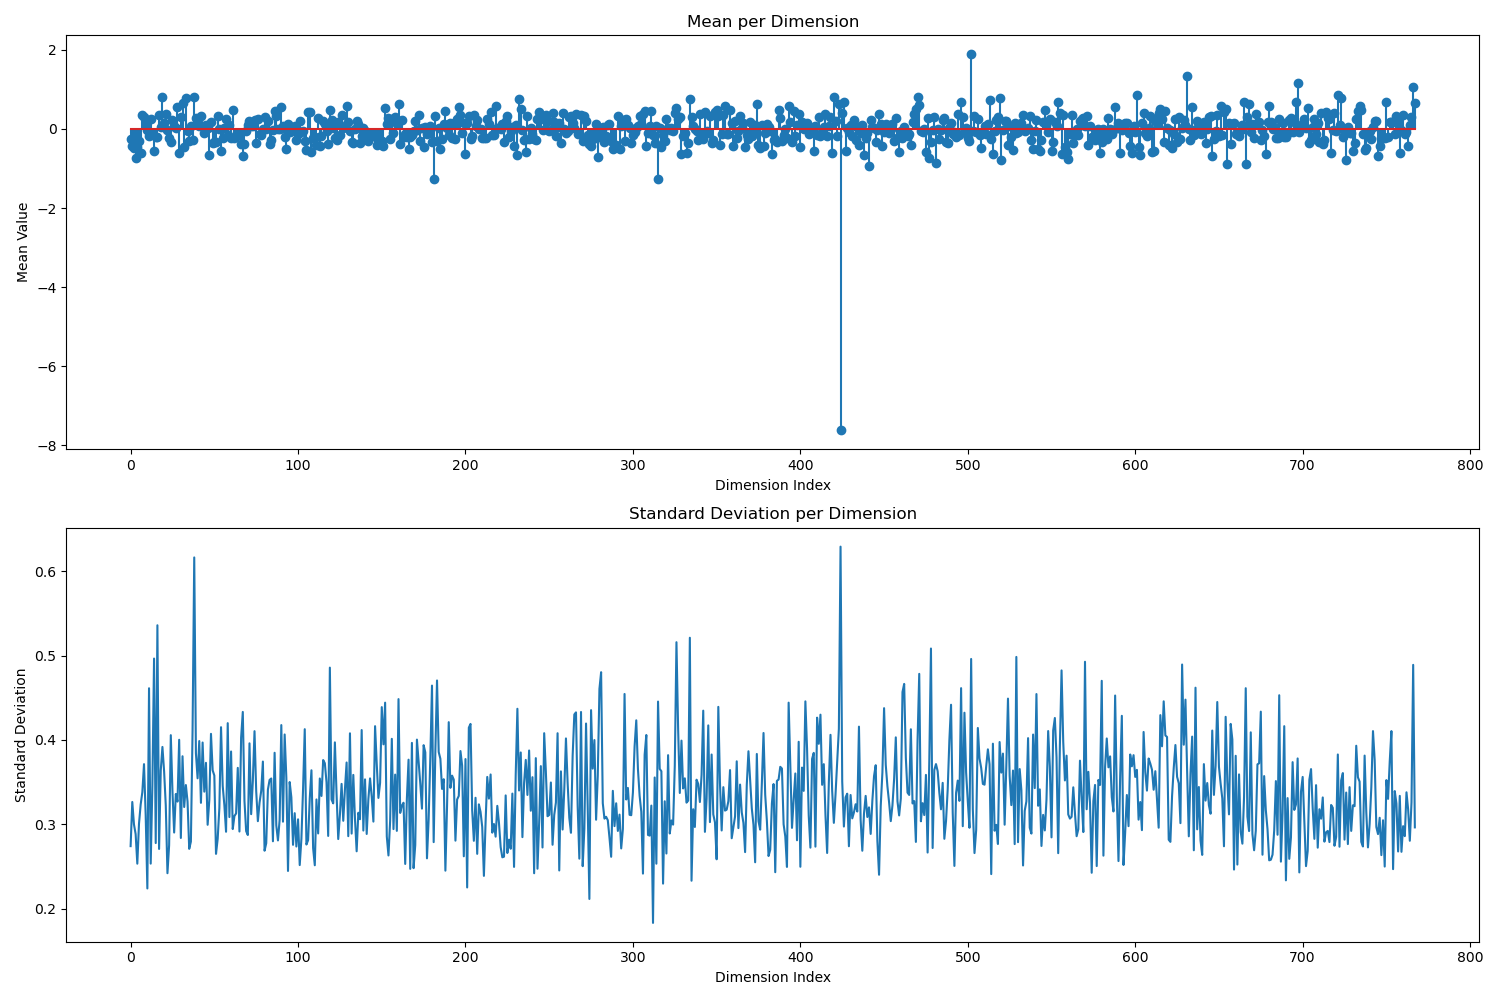 Mean per Dimension
2
0
−2
−4
−6
−8
Mean Value
0 100 200 300 400 500 600 700 800
Dimension Index
Standard Deviation per Dimension
0.6
0.5
0.4
0.3
0.2
Standard Deviation
0 100 200 300 400 500 600 700 800
Dimension Index